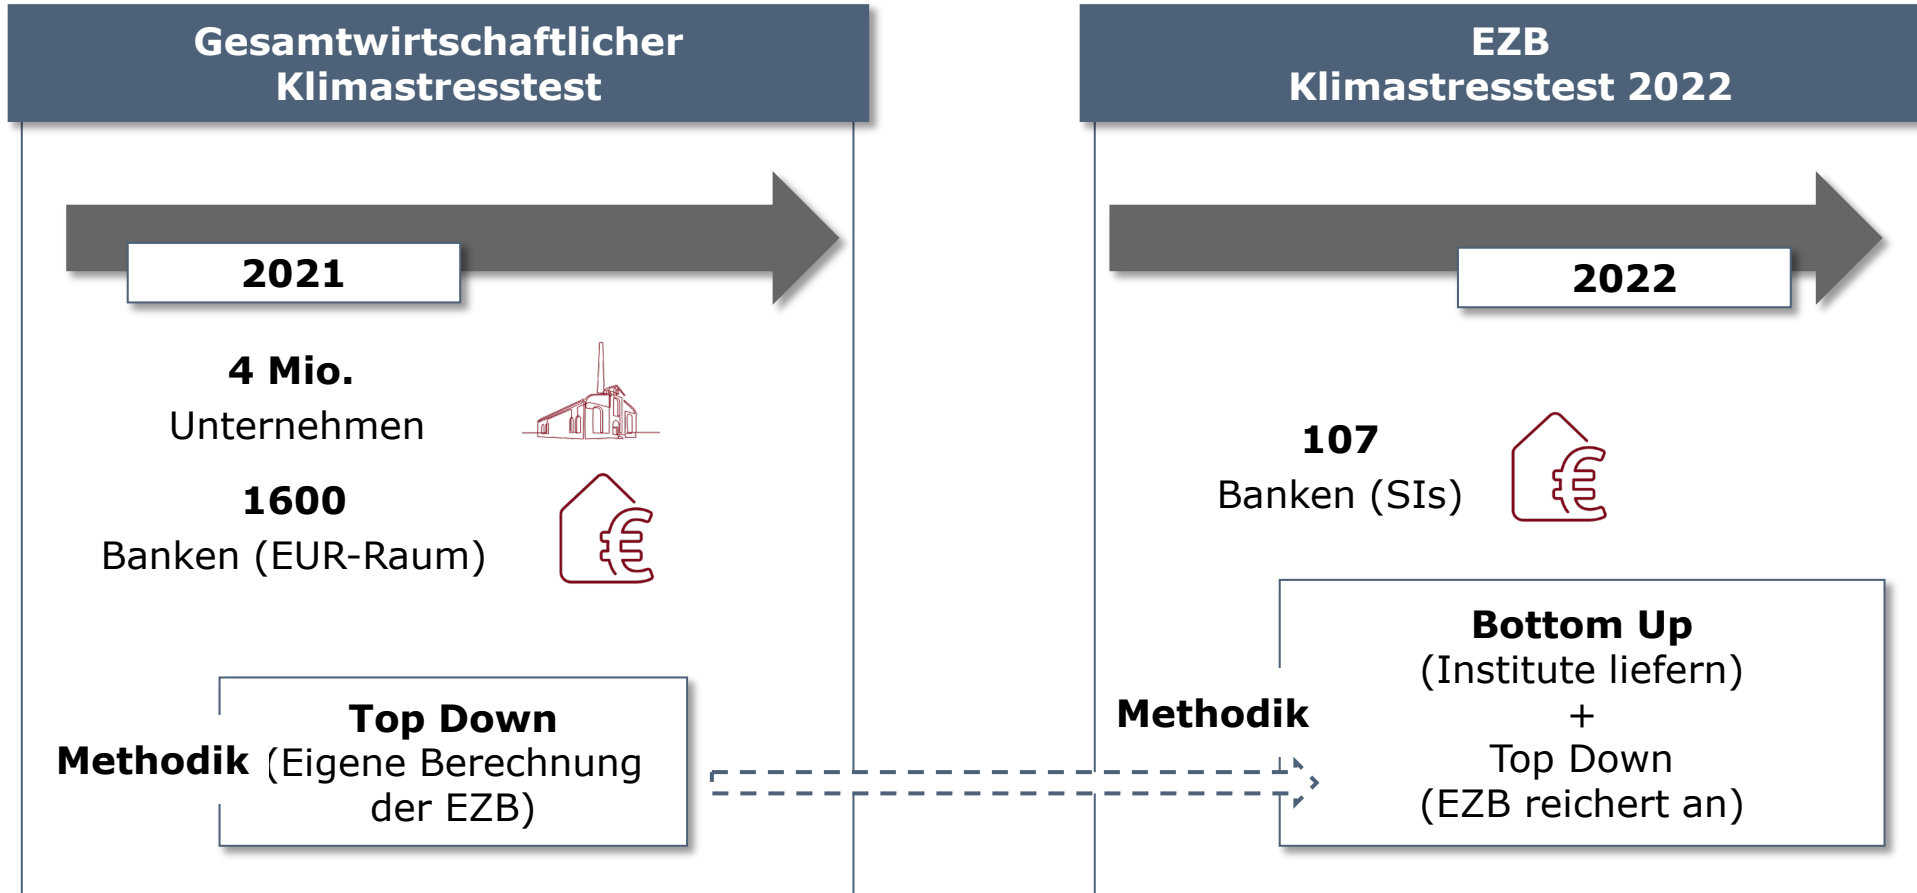 Gesamtwirtschaftlicher
Klimastresstest
2021
4 Mio.
Unternehmen
1600
Banken (EUR-Raum)
Methodik
Top Down
(Eigene Berechnung
der EZB)
EZB
Klimastresstest 2022
2022
107
Banken (SIs)
Methodik
Bottom Up
(Institute liefern)
+
Top Down
(EZB reichert an)